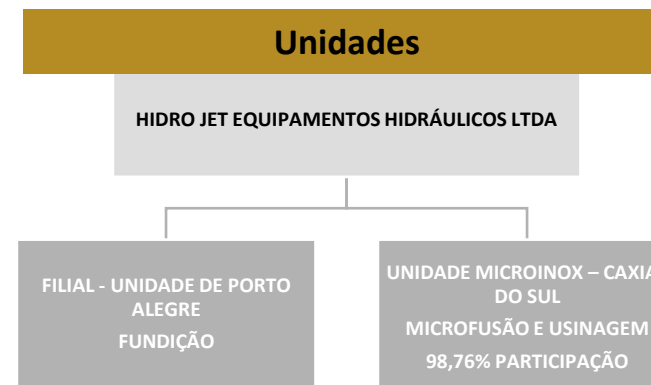 Unidades
HIDRO JET EQUIPAMENTOS HIDRÁULICOS LTDA
FILIAL - UNIDADE DE PORTO
ALEGRE
FUNDIÇÃO
UNIDADE MICROINOX – CAXIA
DO SUL
MICROFUSÃO E USINAGEM
98,76% PARTICIPAÇÃO